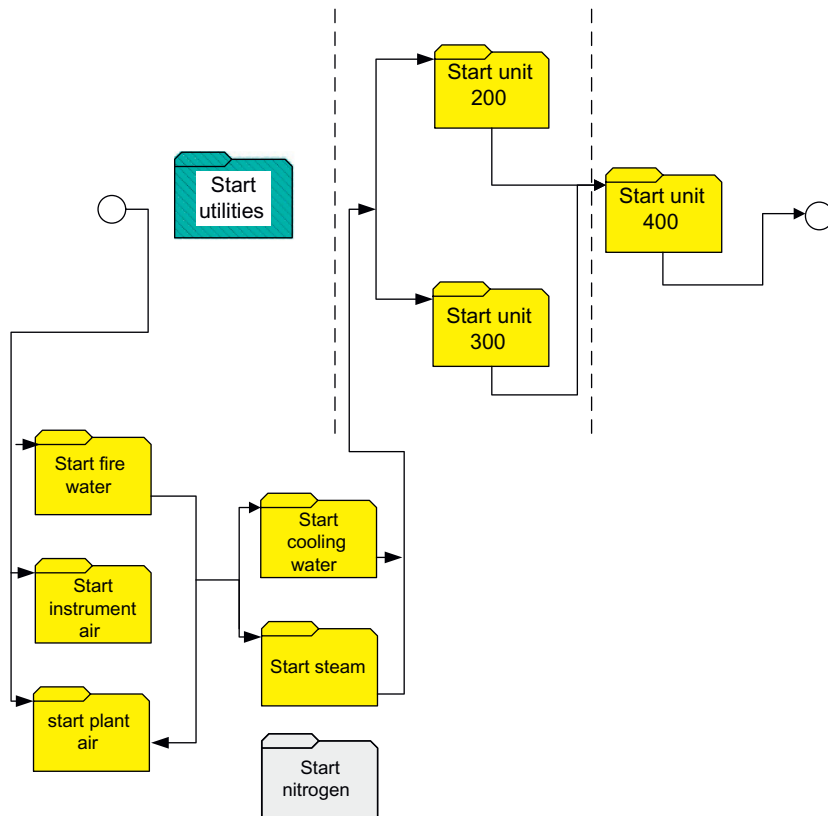 Start unit
200
Start
utilities
Start unit
400
Start unit
300
Start fire
water
Start
cooling
water
Start
instrument
air
Start steam
start plant
air
Start
nitrogen